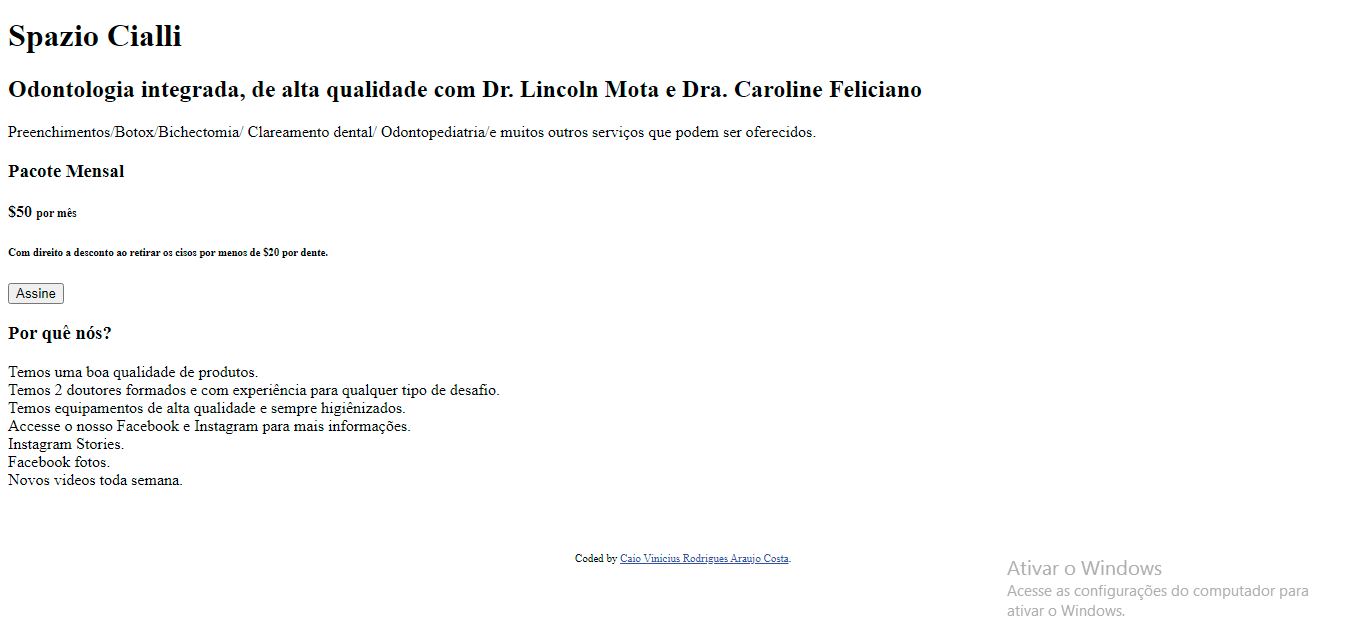 Spazio Cialli
Odontologia integrada, de alta qualidade com Dr. Lincoln Mota e Dra. Caroline Feliciano
Preenchimentos/Botox/Bichectomia/ Clareamento dental/ Odontopediatria/e muitos outros serviços que podem ser oferecidos.
Pacote Mensal
$50 por mês
Com direito a desconto ao retirar os cisos por menos de $20 por dente.
Assine
Por quê nós?
Temos uma boa qualidade de produtos.
Temos 2 doutores formados e com experiência para qualquer tipo de desafio.
Temos equipamentos de alta qualidade e sempre higiênizados.
Accesse o nosso Facebook e Instagram para mais informações.
Instagram Stories.
Facebook fotos.
Novos videos toda semana.
Coded by Caio Vinicius Rodrigues Araujo Costa.
Ativar o Windows
Acesse as configurações do computador para
ativar o Windows.